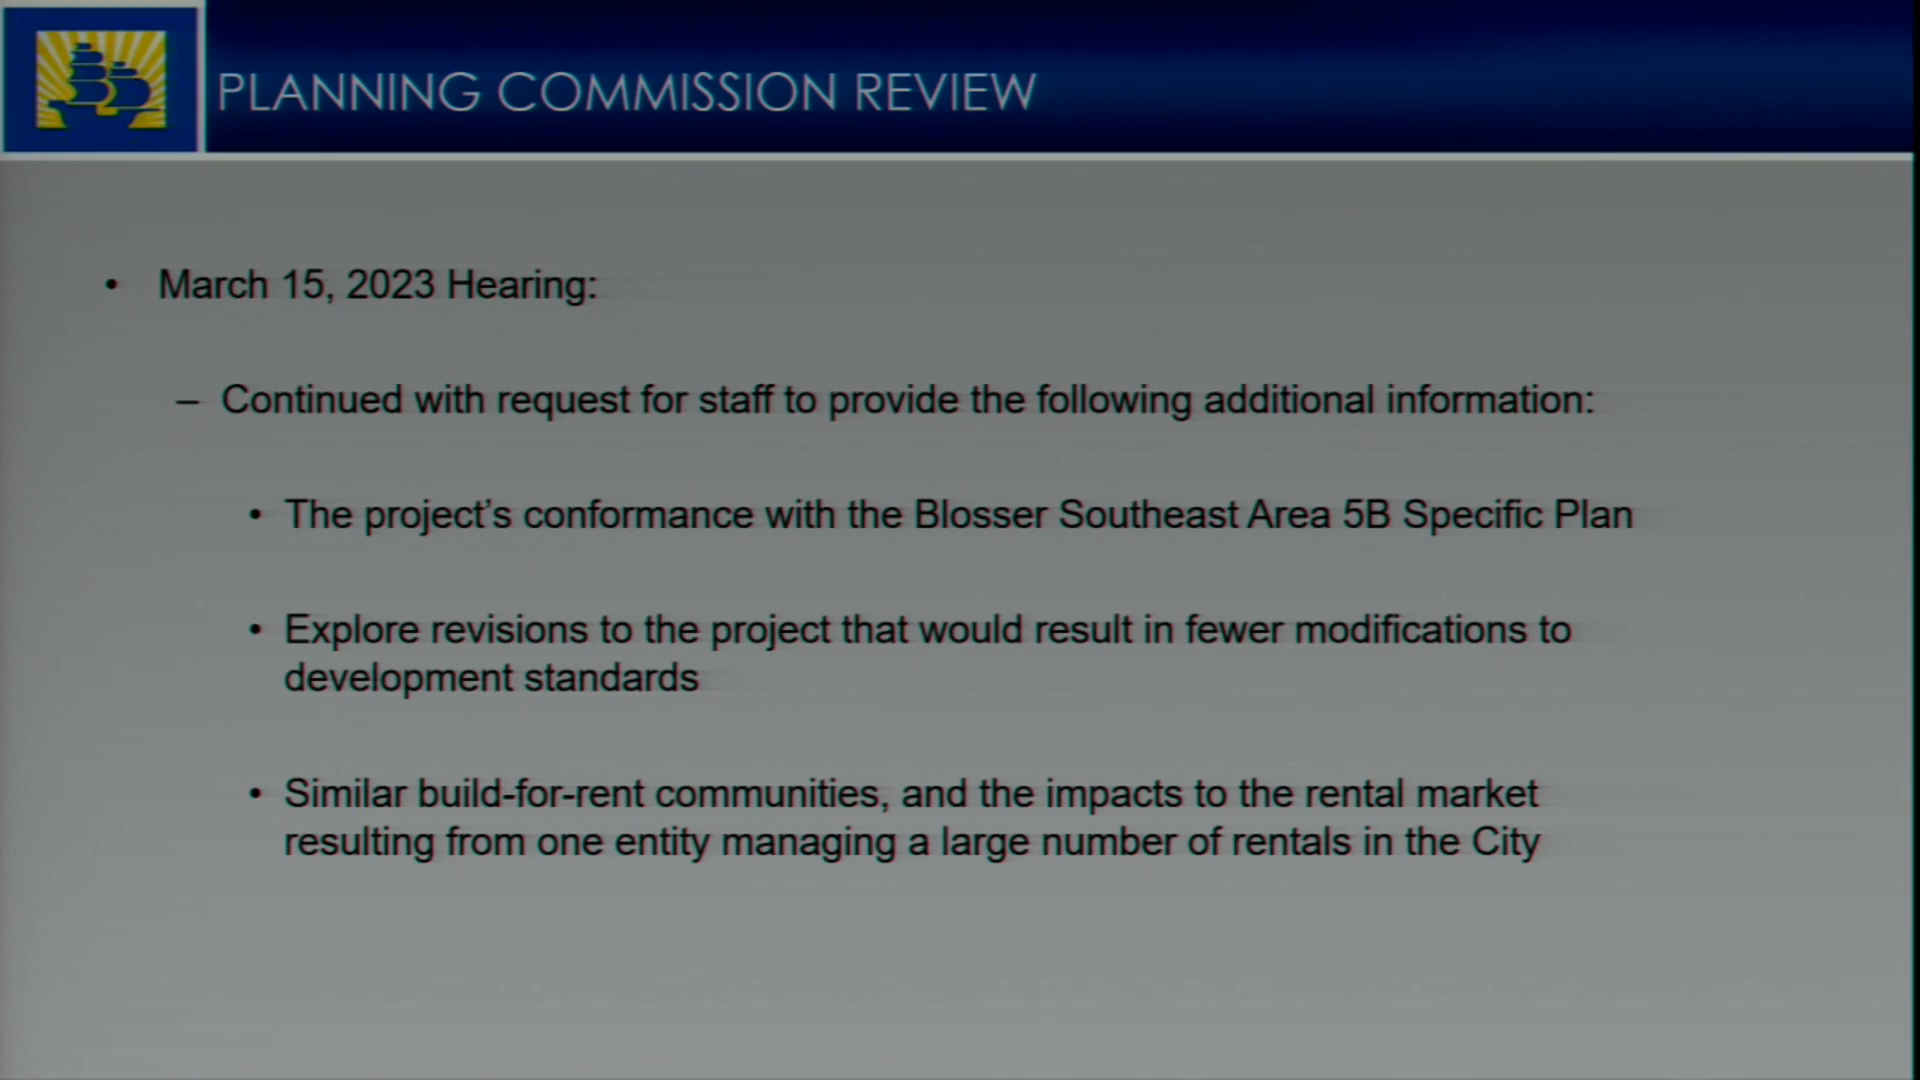 PLANNING COMMISSION REVIEW
• March 15, 2023 Hearing:
– Continued with request for staff to provide the following additional information:
• The project’s conformance with the Blosser Southeast Area 5B Specific Plan
• Explore revisions to the project that would result in fewer modifications to
development standards
• Similar build-for-rent communities, and the impacts to the rental market
resulting from one entity managing a large number of rentals in the City